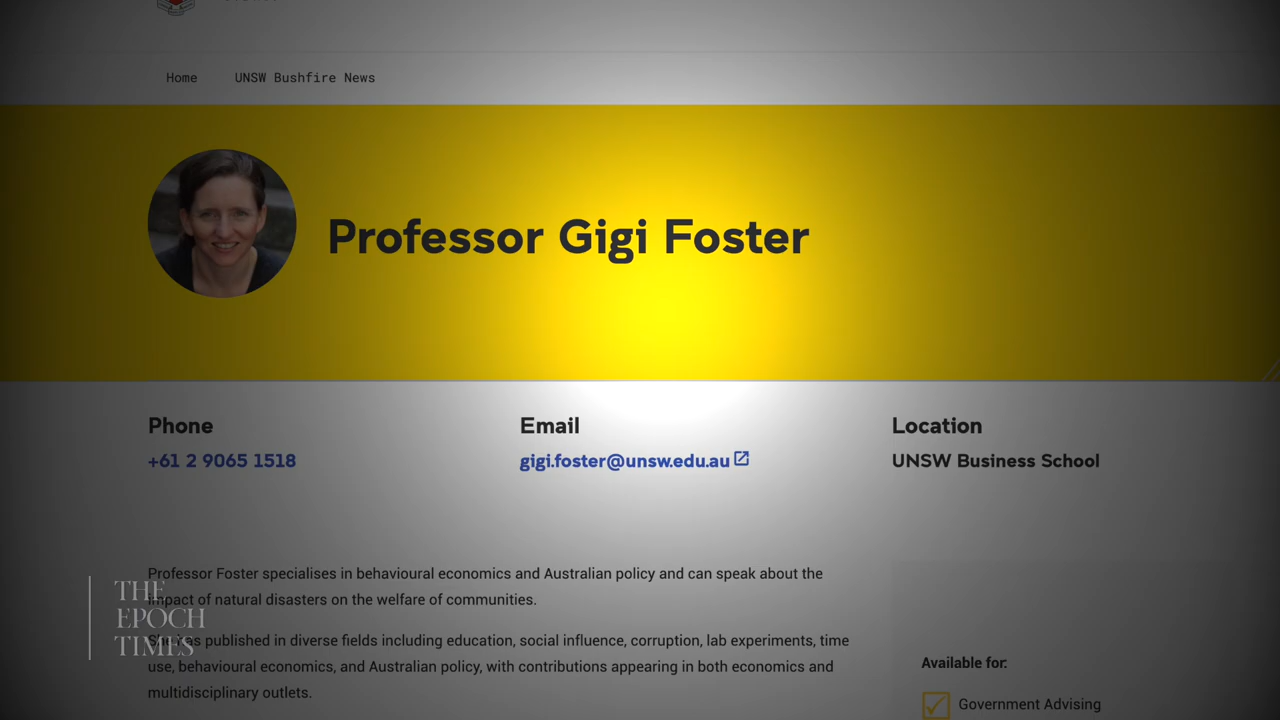 Home UNSW Bushfire News
Professor Gigi Foster
Phone Email Location
+61 2 9065 1518 gigi.foster@unsw.edu.au UNSW Business School
Professor Foster specialises in behavioural economics and Australian policy and can speak about the
impact of natural disasters on the welfare of communities.
She has published in diverse fields including education, social influence, corruption, lab experiments, time
use, behavioural economics, and Australian policy, with contributions appearing in both economics and
multidisciplinary outlets.
Available for:
Government Advising
THE
EPOCH
TIMES